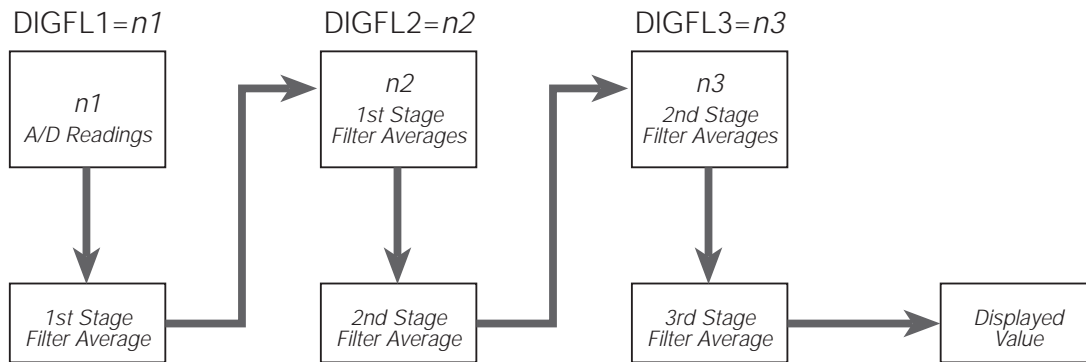 DIGFL1=n1
DIGFL2=n2
DIGFL3=n3
n1
A/D Readings
n2
1st Stage
Filter Averages
n3
2nd Stage
Filter Averages
1st Stage
Filter Average
2nd Stage
Filter Average
3rd Stage
Filter Average
Displayed
Value